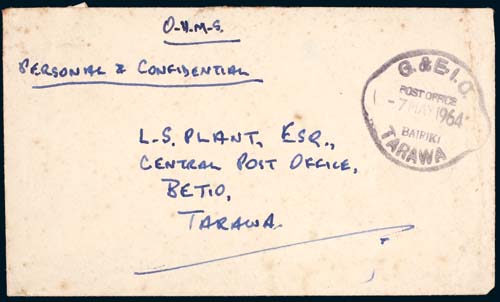 O.H.M.S.
PERSONAL & CONFIDENTIAL
G. & E. I. C.
POST OFFICE
-7 MAY 1964
BAIRIKI
TARAWA
L.S. PLANT, ESQ.,
CENTRAL POST OFFICE,
BETIO,
TARAWA